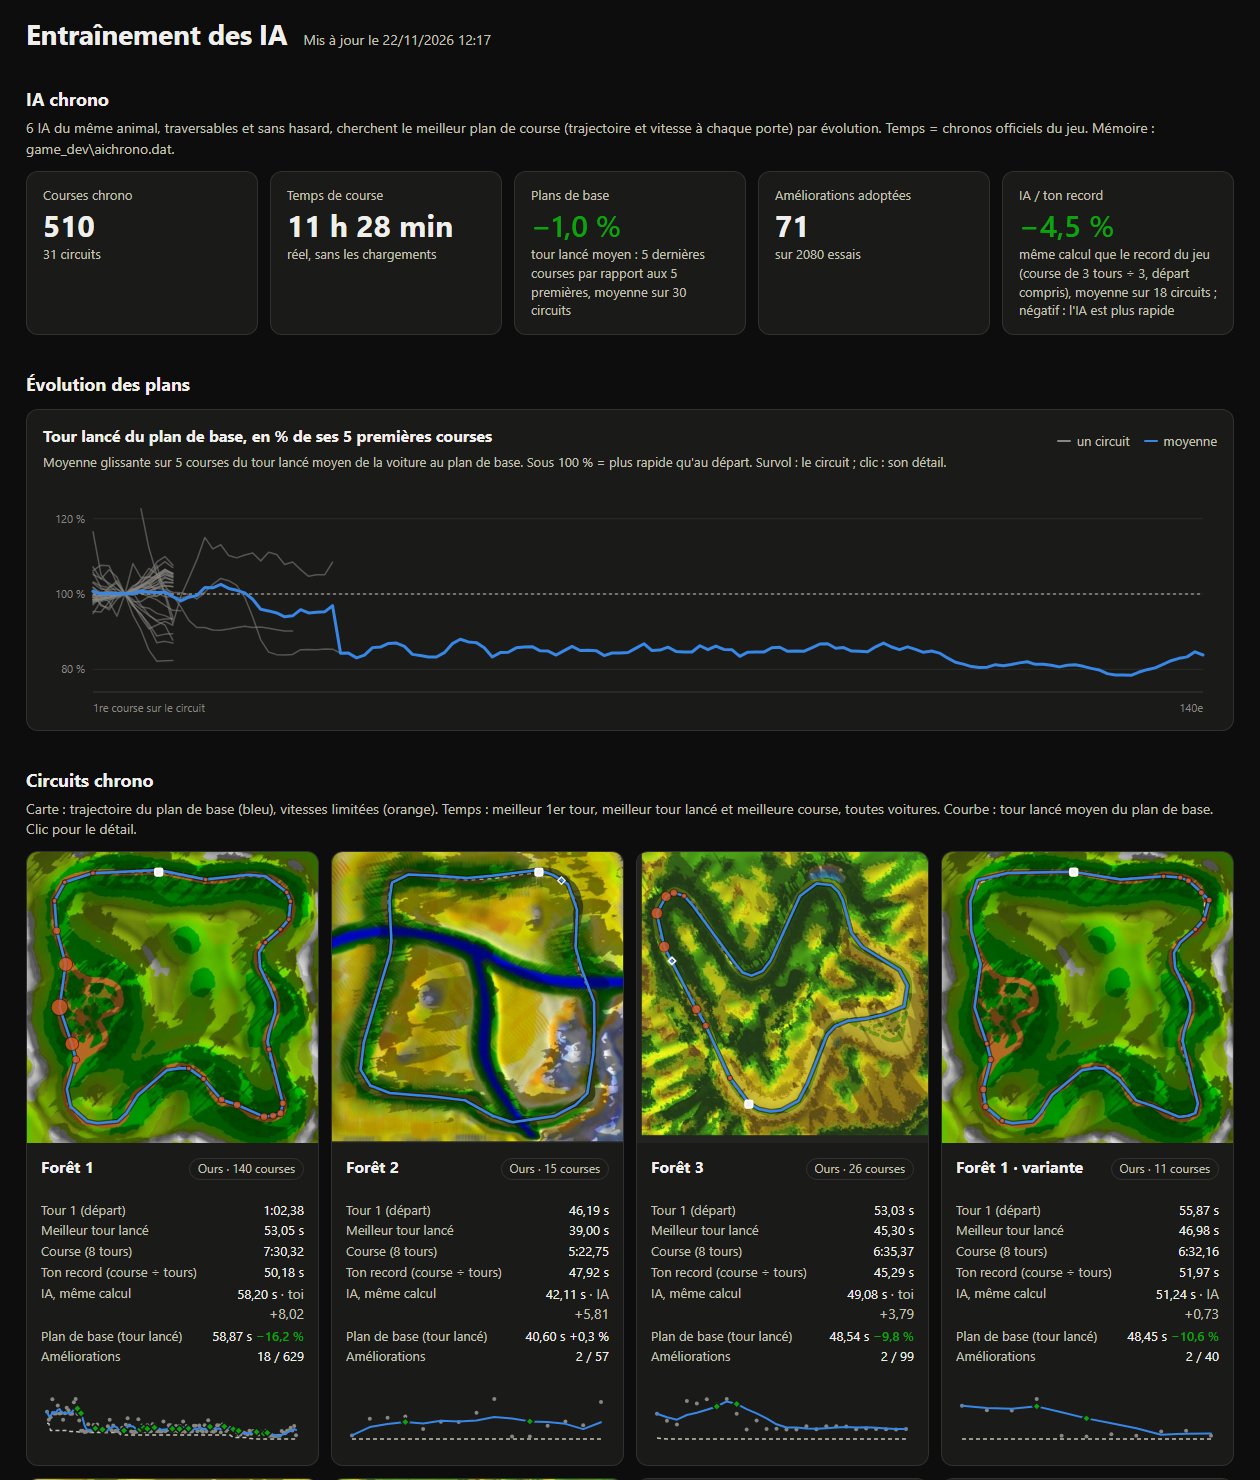 Entraînement des IA Mis à jour le 22/11/2026 12:17
IA chrono
6 IA du même animal, traversables et sans hasard, cherchent le meilleur plan de course (trajectoire et vitesse à chaque porte) par évolution. Temps = chronos officiels du jeu. Mémoire :
game_dev\aichrono.dat.
Courses chrono
510
31 circuits
Temps de course
11 h 28 min
réel, sans les chargements
Plans de base
−1,0 %
tour lancé moyen : 5 dernières
courses par rapport aux 5
premières, moyenne sur 30
circuits
Améliorations adoptées
71
sur 2080 essais
IA / ton record
−4,5 %
même calcul que le record du jeu
(course de 3 tours ÷ 3, départ
compris), moyenne sur 18 circuits ;
négatif : l'IA est plus rapide
Évolution des plans
Tour lancé du plan de base, en % de ses 5 premières courses
un circuit moyenne
Moyenne glissante sur 5 courses du tour lancé moyen de la voiture au plan de base. Sous 100 % = plus rapide qu'au départ. Survol : le circuit ; clic : son détail.
120 %
100 %
80 %
1re course sur le circuit 140e
Circuits chrono
Carte : trajectoire du plan de base (bleu), vitesses limitées (orange). Temps : meilleur 1er tour, meilleur tour lancé et meilleure course, toutes voitures. Courbe : tour lancé moyen du plan de base.
Clic pour le détail.
Forêt 1 Ours · 140 courses
Tour 1 (départ) 1:02,38
Meilleur tour lancé 53,05 s
Course (8 tours) 7:30,32
Ton record (course ÷ tours) 50,18 s
IA, même calcul 58,20 s · toi
+8,02
Plan de base (tour lancé) 58,87 s −16,2 %
Améliorations 18 / 629
Forêt 2 Ours · 15 courses
Tour 1 (départ) 46,19 s
Meilleur tour lancé 39,00 s
Course (8 tours) 5:22,75
Ton record (course ÷ tours) 47,92 s
IA, même calcul 42,11 s · IA
+5,81
Plan de base (tour lancé) 40,60 s +0,3 %
Améliorations 2 / 57
Forêt 3 Ours · 26 courses
Tour 1 (départ) 53,03 s
Meilleur tour lancé 45,30 s
Course (8 tours) 6:35,37
Ton record (course ÷ tours) 45,29 s
IA, même calcul 49,08 s · toi
+3,79
Plan de base (tour lancé) 48,54 s −9,8 %
Améliorations 2 / 99
Forêt 1 · variante Ours · 11 courses
Tour 1 (départ) 55,87 s
Meilleur tour lancé 46,98 s
Course (8 tours) 6:32,16
Ton record (course ÷ tours) 51,97 s
IA, même calcul 51,24 s · IA
+0,73
Plan de base (tour lancé) 48,45 s −10,6 %
Améliorations 2 / 40